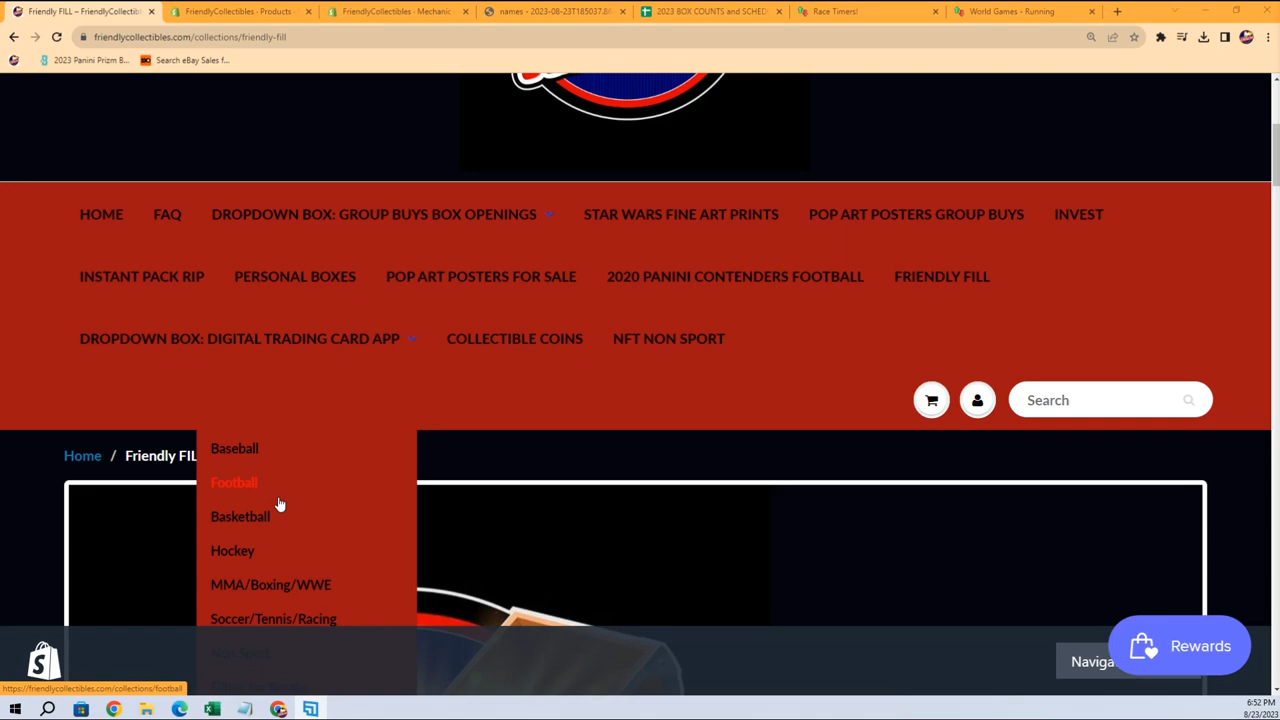 Friendly FILL – FriendlyCollectibl
FriendlyCollectibles · Products ·
FriendlyCollectibles · Mechanic ·
names - 2023-08-23T185037.8
2023 BOX COUNTS and SCHED
Race Timers!
World Games - Running
friendlycollectibles.com/collections/friendly-fill
2023 Panini Prizm B...
Search eBay Sales f...
HOME FAQ DROPDOWN BOX: GROUP BUYS BOX OPENINGS STAR WARS FINE ART PRINTS POP ART POSTERS GROUP BUYS INVEST
INSTANT PACK RIP PERSONAL BOXES POP ART POSTERS FOR SALE 2020 PANINI CONTENDERS FOOTBALL FRIENDLY FILL
DROPDOWN BOX: DIGITAL TRADING CARD APP COLLECTIBLE COINS NFT NON SPORT
Search
Home / Friendly FIL
Baseball
Football
Basketball
Hockey
MMA/Boxing/WWE
Soccer/Tennis/Racing
Non Sport
Naviga
Rewards
https://friendlycollectibles.com/collections/football
6:52 PM
8/23/2023